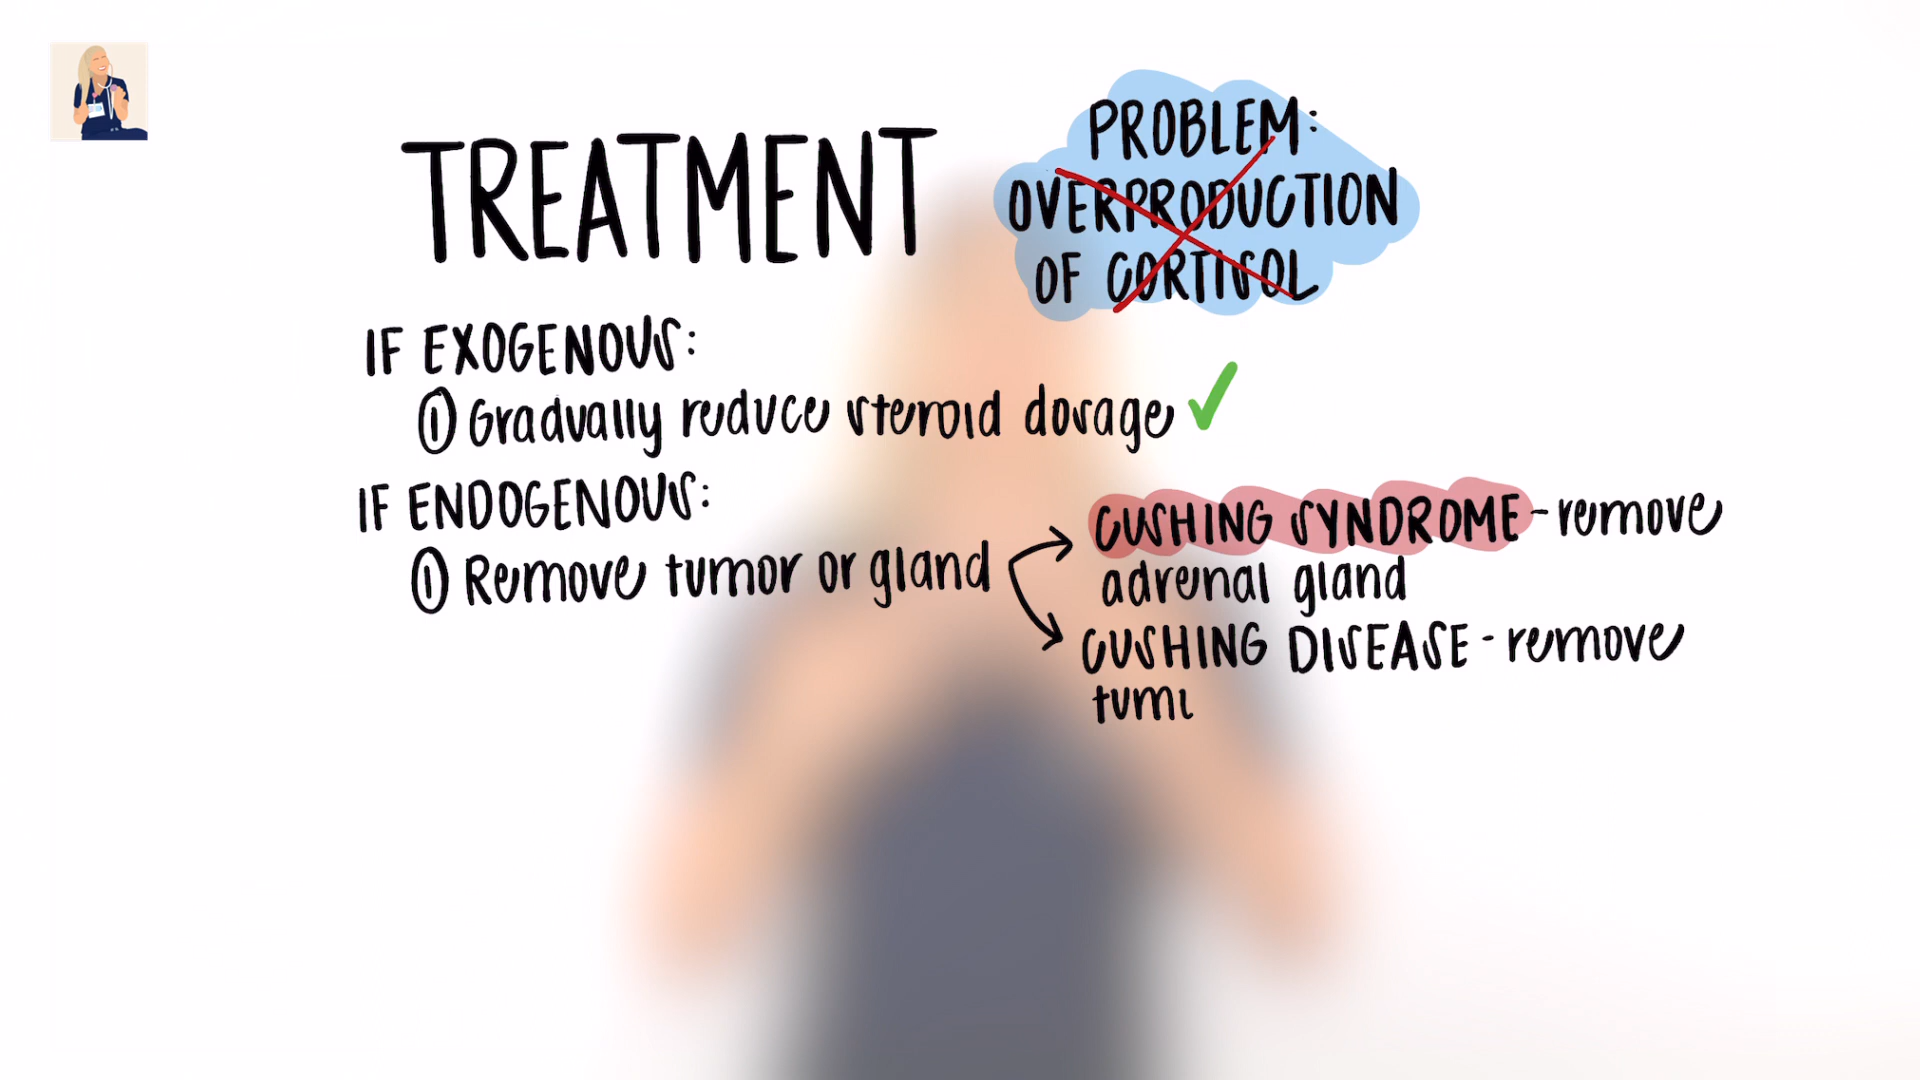 TREATMENT
PROBLEM:
OVERPRODUCTION
OF CORTISOL
IF EXOGENOUS:
① Gradually reduce steroid dosage ✓
IF ENDOGENOUS:
① Remove tumor or gland
CUSHING SYNDROME - remove
adrenal gland
CUSHING DISEASE - remove
tum